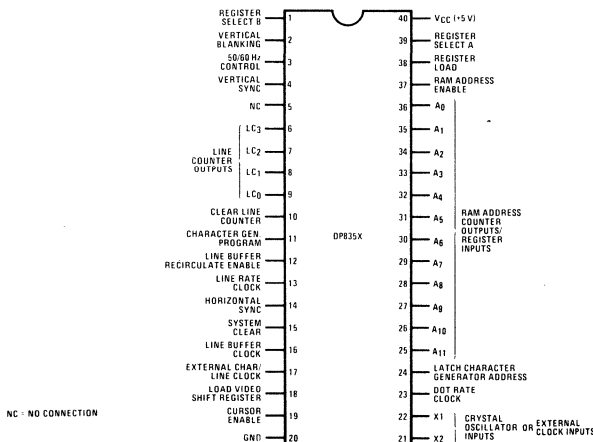 REGISTER
SELECT B
1
VERTICAL
BLANKING
2
50/60 Hz
CONTROL
3
VERTICAL
SYNC
4
NC
5
LC3
6
LC2
7
LINE
COUNTER
OUTPUTS
LC1
8
LC0
9
CLEAR LINE
COUNTER
10
CHARACTER GEN.
PROGRAM
11
LINE BUFFER
RECIRCULATE ENABLE
12
LINE RATE
CLOCK
13
HORIZONTAL
SYNC
14
SYSTEM
CLEAR
15
LINE BUFFER
CLOCK
16
EXTERNAL CHAR/
LINE CLOCK
17
LOAD VIDEO
SHIFT REGISTER
18
CURSOR
ENABLE
19
GND
20
NC = NO CONNECTION
DP835X
40 VCC (+5 V)
39 REGISTER
SELECT A
38 REGISTER
LOAD
37 RAM ADDRESS
ENABLE
36 A0
35 A1
34 A2
33 A3
32 A4
31 A5
30 A6
29 A7
28 A8
27 A9
26 A10
25 A11
RAM ADDRESS
COUNTER
OUTPUTS/
REGISTER
INPUTS
24 LATCH CHARACTER
GENERATOR ADDRESS
23 DOT RATE
CLOCK
22 X1
21 X2
CRYSTAL
OSCILLATOR OR EXTERNAL
INPUTS CLOCK INPUTS